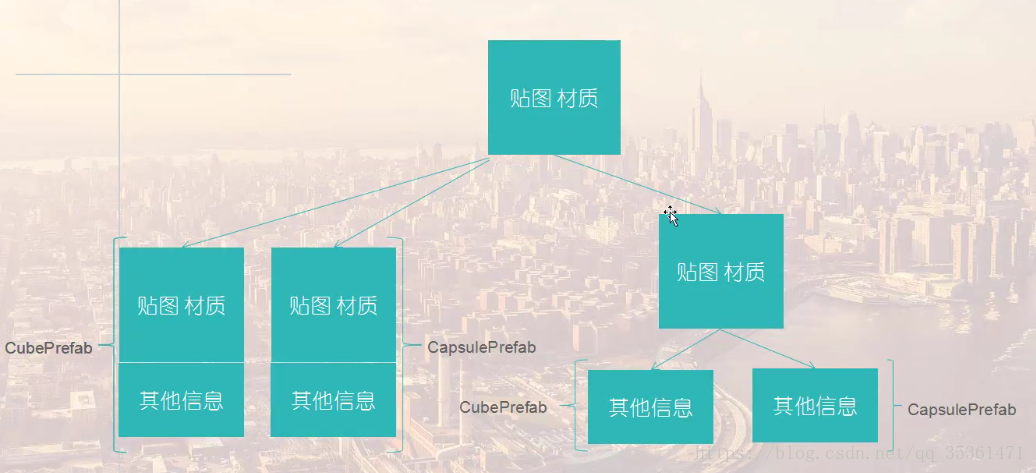 贴图 材质
贴图 材质
贴图 材质
贴图 材质
CubePrefab
CapsulePrefab
其他信息
其他信息
CubePrefab
其他信息
其他信息
CapsulePrefab
https://blog.csdn.net/qq_35361471